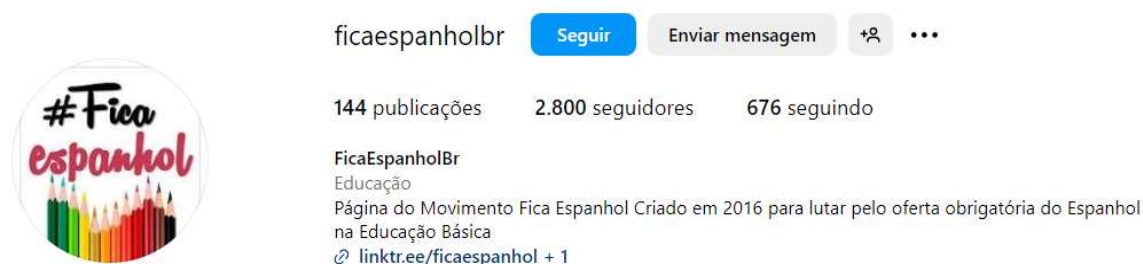 ficaespanholbr Seguir Enviar mensagem
#Fica
espanhol
144 publicações 2.800 seguidores 676 seguindo
FicaEspanholBr
Educação
Página do Movimento Fica Espanhol Criado em 2016 para lutar pelo oferta obrigatória do Espanhol
na Educação Básica
linktr.ee/ficaespanhol + 1